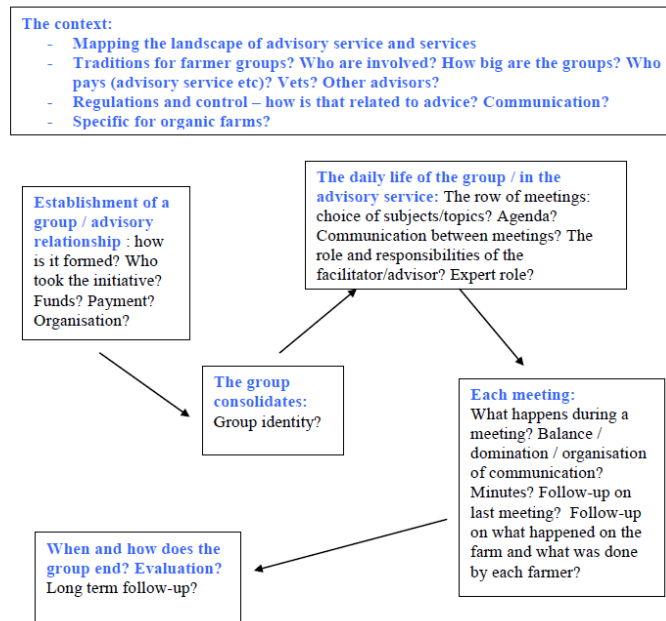 The context:
- Mapping the landscape of advisory service and services
- Traditions for farmer groups? Who are involved? How big are the groups? Who
pays (advisory service etc)? Vets? Other advisors?
- Regulations and control – how is that related to advice? Communication?
- Specific for organic farms?
Establishment of a
group / advisory
relationship : how
is it formed? Who
took the initiative?
Funds? Payment?
Organisation?
The group
consolidates:
Group identity?
The daily life of the group / in the
advisory service: The row of meetings:
choice of subjects/topics? Agenda?
Communication between meetings? The
role and responsibilities of the
facilitator/advisor? Expert role?
Each meeting:
What happens during a
meeting? Balance /
domination / organisation
of communication?
Minutes? Follow-up on
last meeting?  Follow-up
on what happened on the
farm and what was done
by each farmer?
When and how does the
group end? Evaluation?
Long term follow-up?